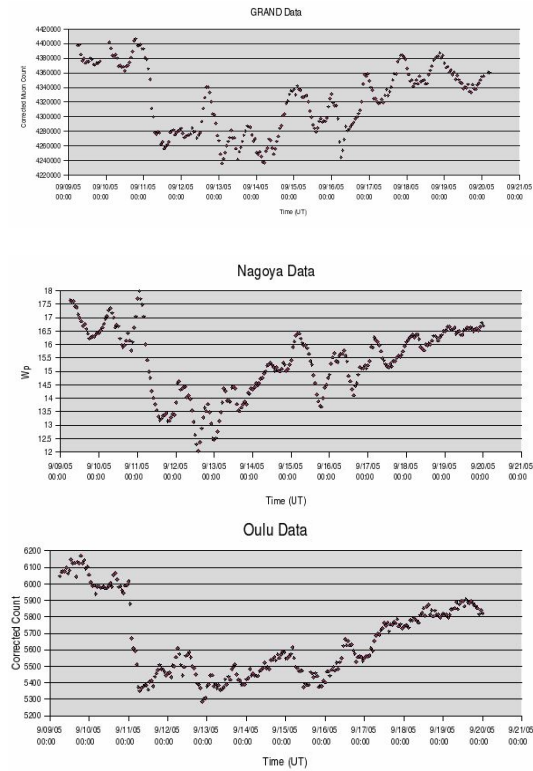 GRAND Data
Corrected Muon Count
4420000
4400000
4380000
4360000
4340000
4320000
4300000
4280000
4260000
4240000
4220000
09/09/05 09/10/05 09/11/05 09/12/05 09/13/05 09/14/05 09/15/05 09/16/05 09/17/05 09/18/05 09/19/05 09/20/05 09/21/05
00:00 00:00 00:00 00:00 00:00 00:00 00:00 00:00 00:00 00:00 00:00 00:00 00:00
Time (UT)
Nagoya Data
Wp
18
17.5
17
16.5
16
15.5
15
14.5
14
13.5
13
12.5
12
9/09/05 9/10/05 9/11/05 9/12/05 9/13/05 9/14/05 9/15/05 9/16/05 9/17/05 9/18/05 9/19/05 9/20/05 9/21/05
00:00 00:00 00:00 00:00 00:00 00:00 00:00 00:00 00:00 00:00 00:00 00:00 00:00
Time (UT)
Oulu Data
Corrected Count
6200
6100
6000
5900
5800
5700
5600
5500
5400
5300
5200
9/09/05 9/10/05 9/11/05 9/12/05 9/13/05 9/14/05 9/15/05 9/16/05 9/17/05 9/18/05 9/19/05 9/20/05 9/21/05
00:00 00:00 00:00 00:00 00:00 00:00 00:00 00:00 00:00 00:00 00:00 00:00 00:00
Time (UT)